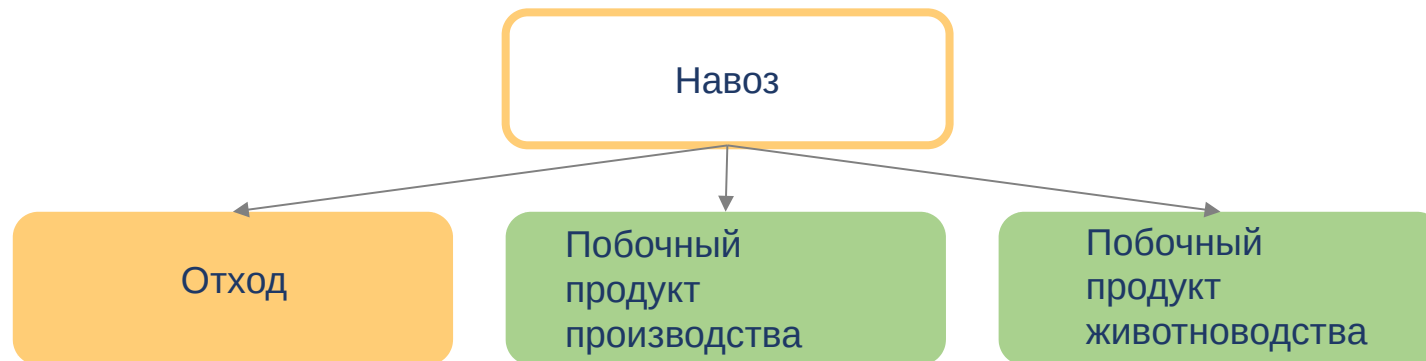 Навоз
Отход
Побочный
продукт
производства
Побочный
продукт
животноводства